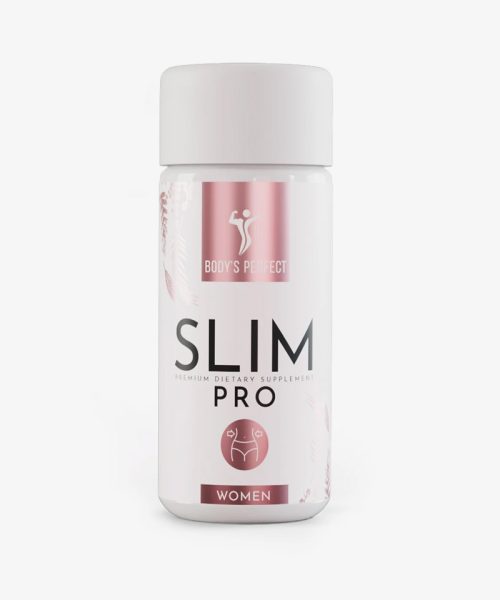 BODY'S PERFECT
SLIM
PREMIUM DIETARY SUPPLEMENT
PRO
WOMEN